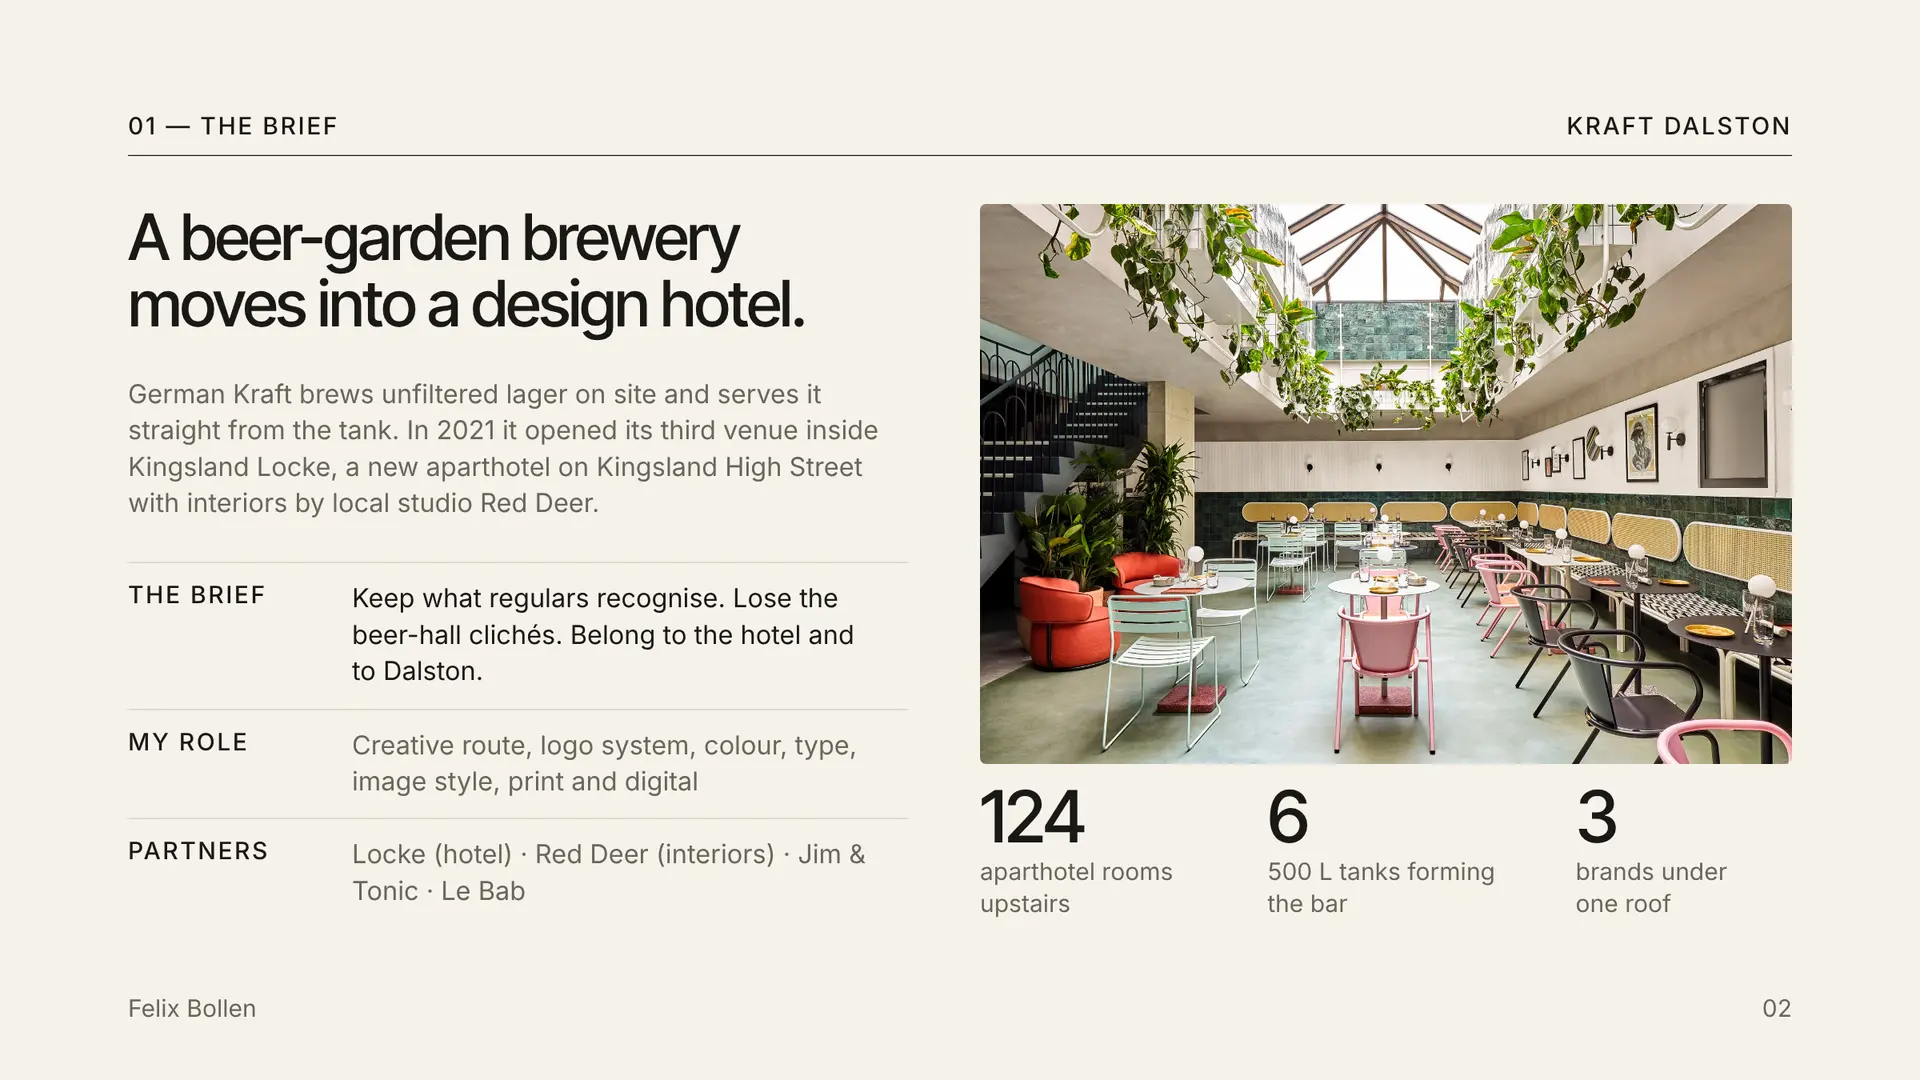 01 — THE BRIEF
KRAFT DALSTON
A beer-garden brewery
moves into a design hotel.
German Kraft brews unfiltered lager on site and serves it
straight from the tank. In 2021 it opened its third venue inside
Kingsland Locke, a new aparthotel on Kingsland High Street
with interiors by local studio Red Deer.
THE BRIEF
Keep what regulars recognise. Lose the
beer-hall clichés. Belong to the hotel and
to Dalston.
MY ROLE
Creative route, logo system, colour, type,
image style, print and digital
PARTNERS
Locke (hotel) · Red Deer (interiors) · Jim &
Tonic · Le Bab
124
aparthotel rooms
upstairs
6
500 L tanks forming
the bar
3
brands under
one roof
Felix Bollen
02